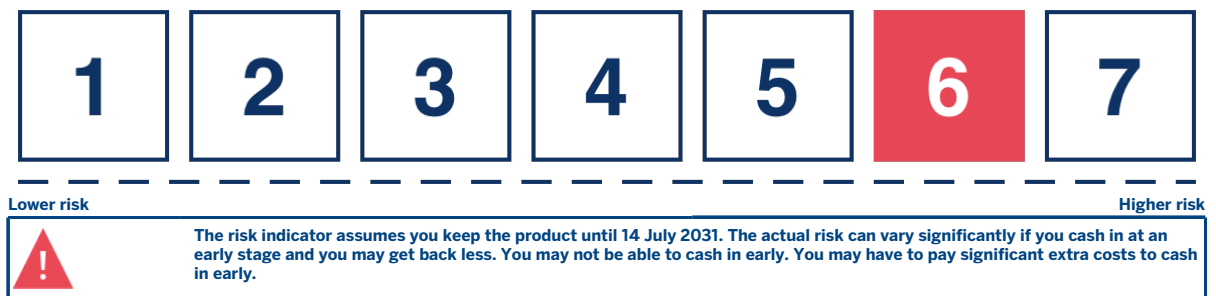 1 2 3 4 5 6 7
Lower risk Higher risk
!
The risk indicator assumes you keep the product until 14 July 2031. The actual risk can vary significantly if you cash in at an
early stage and you may get back less. You may not be able to cash in early. You may have to pay significant extra costs to cash
in early.